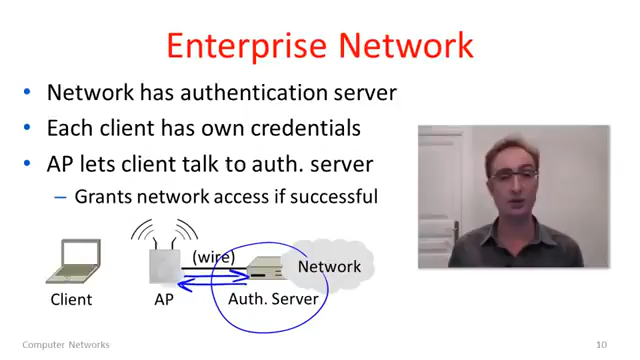 Enterprise Network
• Network has authentication server
• Each client has own credentials
• AP lets client talk to auth. server
– Grants network access if successful
(wire)
Network
Client
AP
Auth. Server
Computer Networks
10